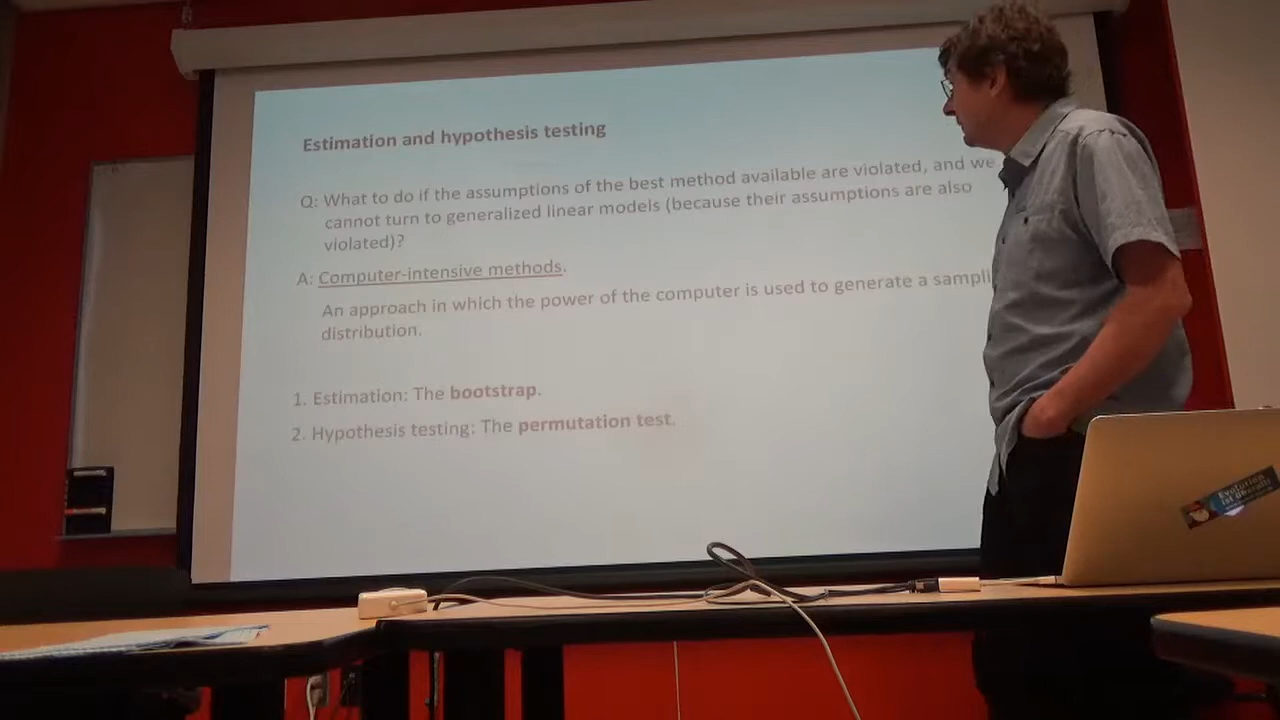 Estimation and hypothesis testing
Q: What to do if the assumptions of the best method available are violated, and we
cannot turn to generalized linear models (because their assumptions are also
violated)?
A: Computer-intensive methods.
An approach in which the power of the computer is used to generate a sampli
distribution.
1. Estimation: The bootstrap.
2. Hypothesis testing: The permutation test.
Evolution
ist überall